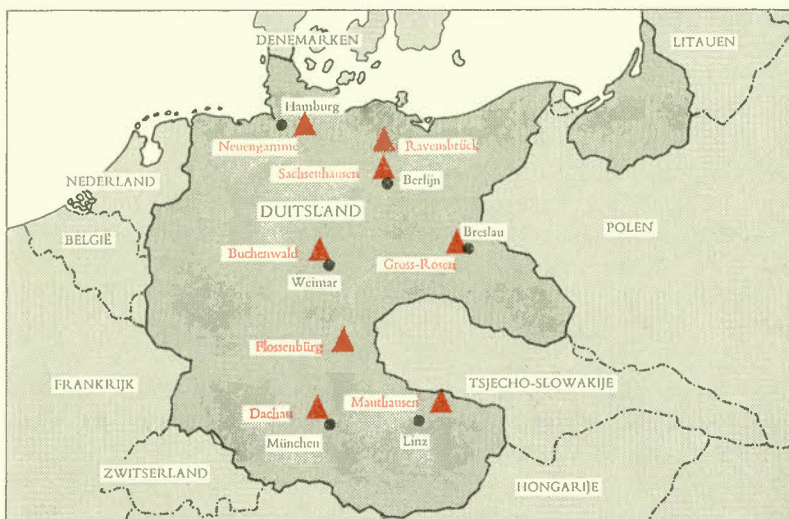 DENEMARKEN
LITAUEN
Hamburg
Neuengamme
Ravensbrück
Sachsenhausen
Berlijn
NEDERLAND
DUITSLAND
BELGIË
POLEN
Breslau
Buchenwald
Gross-Rosen
Weimar
Flossenbürg
FRANKRIJK
TSJECHO-SLOWAKIJE
Mauthausen
Dachau
München
Linz
ZWITSERLAND
HONGARIJE